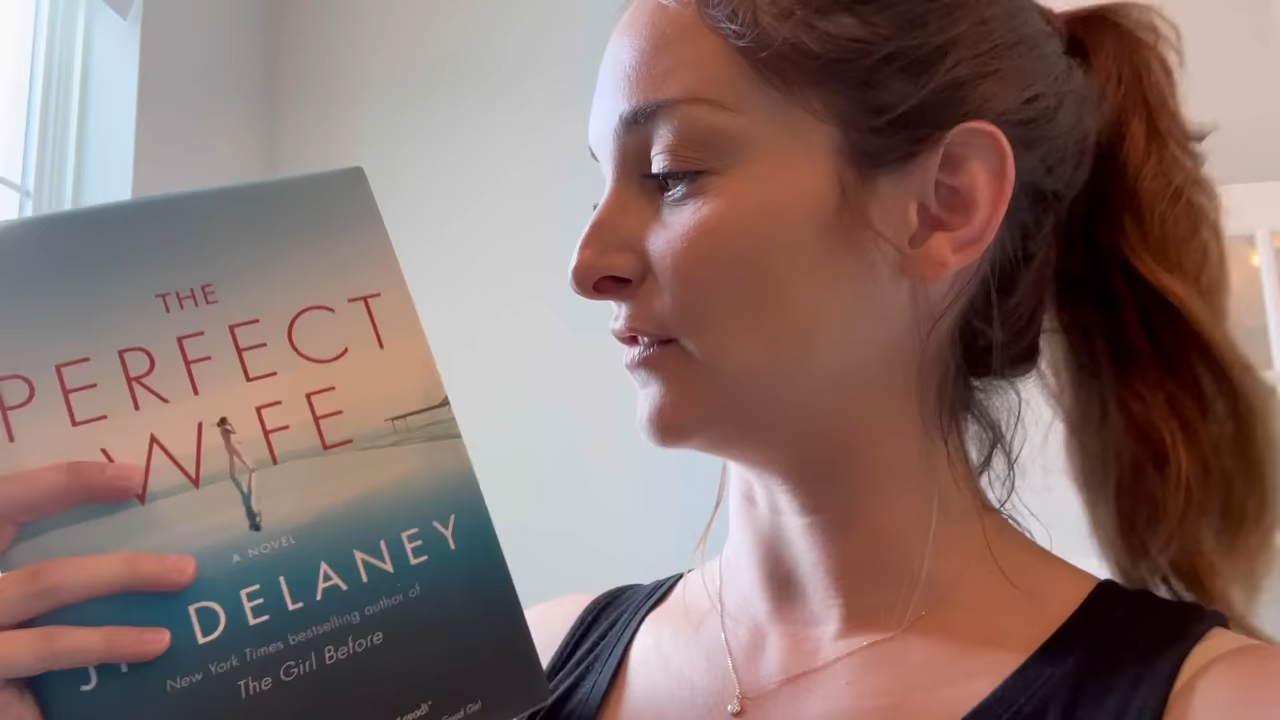 THE
PERFECT
WIFE
A NOVEL
DELANEY
New York Times bestselling author of
The Girl Before